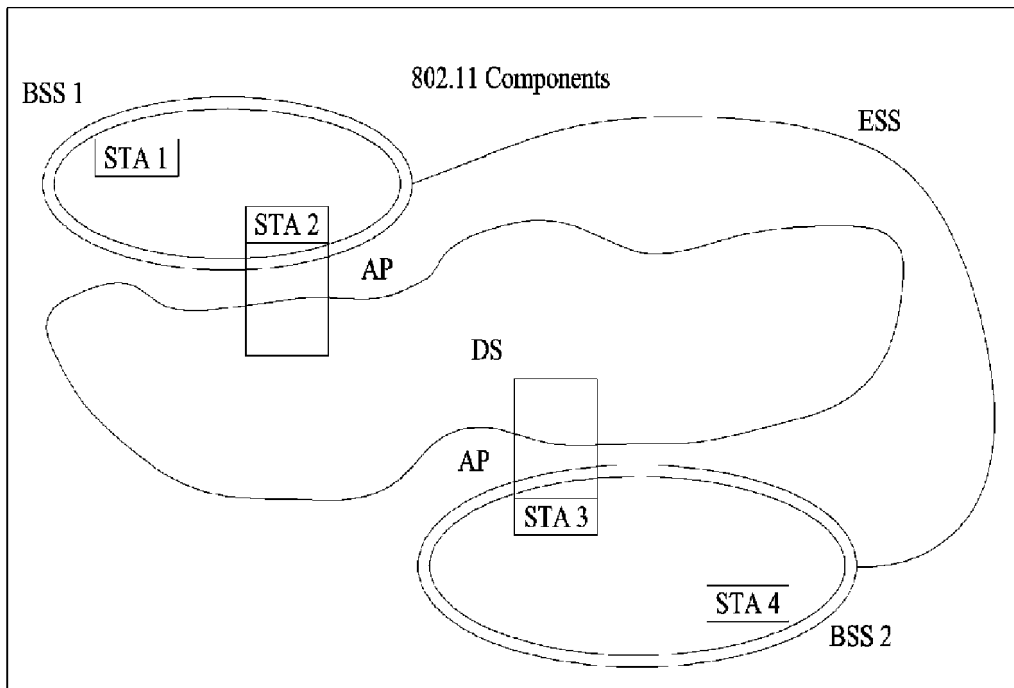 802.11 Components
BSS 1
ESS
STA 1
STA 2
AP
DS
AP
STA 3
STA 4
BSS 2